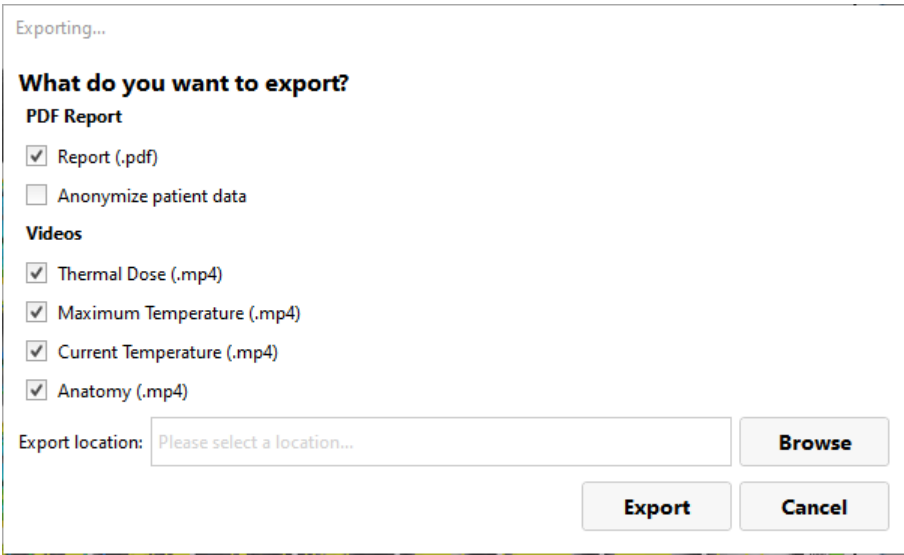 Exporting...
What do you want to export?
PDF Report
Report (.pdf)
Anonymize patient data
Videos
Thermal Dose (.mp4)
Maximum Temperature (.mp4)
Current Temperature (.mp4)
Anatomy (.mp4)
Export location: Please select a location... Browse
Export Cancel